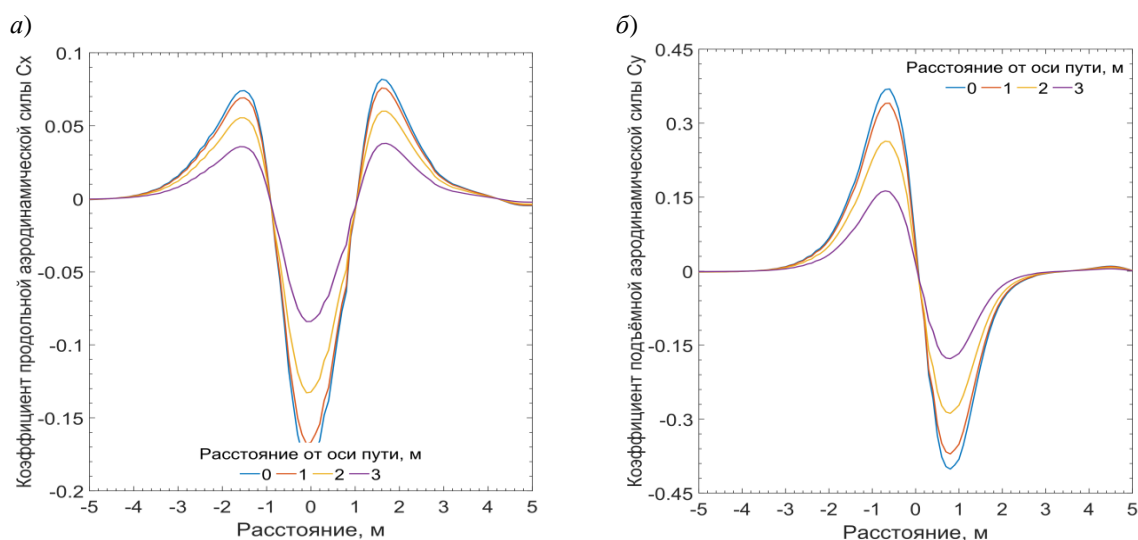 а)
Коэффициент продольной аэродинамической силы Cx
0.1
0.05
0
-0.05
-0.1
-0.15
-0.2
Расстояние от оси пути, м
0 1 2 3
-5 -4 -3 -2 -1 0 1 2 3 4 5
Расстояние, м
б)
Коэффициент подъёмной аэродинамической силы Cy
0.45
0.3
0.15
0
-0.15
-0.3
-0.45
Расстояние от оси пути, м
0 1 2 3
-5 -4 -3 -2 -1 0 1 2 3 4 5
Расстояние, м